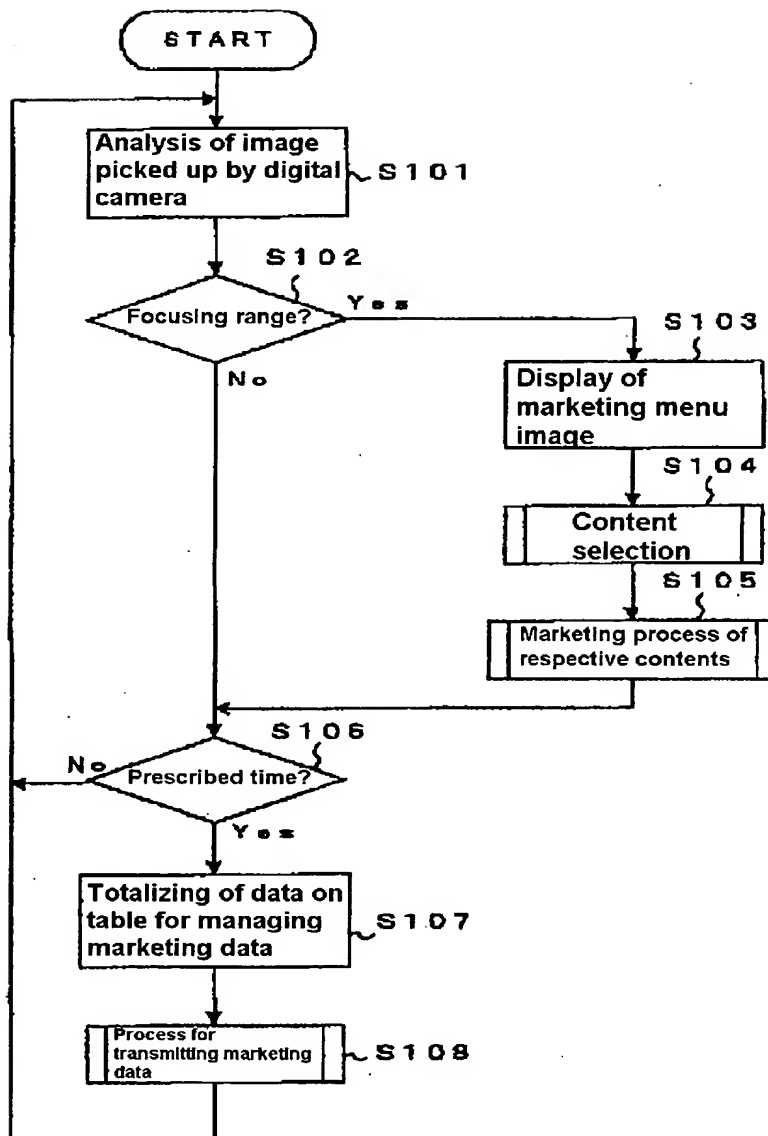 START
Analysis of image
picked up by digital
camera
S101
S102
Focusing range?
Yes
No
S103
Display of
marketing menu
image
S104
Content
selection
S105
Marketing process of
respective contents
S106
No
Prescribed time?
Yes
Totalizing of data on
table for managing
marketing data
S107
Process for
transmitting marketing
data
S108